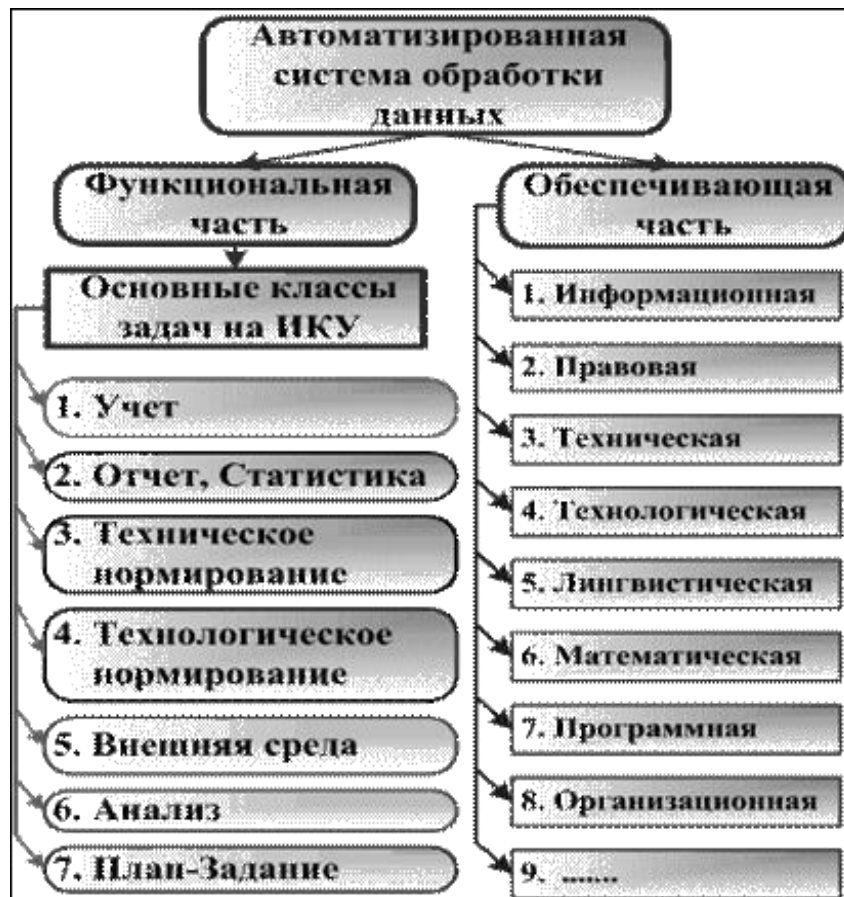 Автоматизированная
система обработки
данных
Функциональная
часть
Основные классы
задач на ИКУ
1. Учет
2. Отчет, Статистика
3. Техническое
нормирование
4. Технологическое
нормирование
5. Внешняя среда
6. Анализ
7. План-Задание
Обеспечивающая
часть
1. Информационная
2. Правовая
3. Техническая
4. Технологическая
5. Лингвистическая
6. Математическая
7. Программная
8. Организационная
9. .......